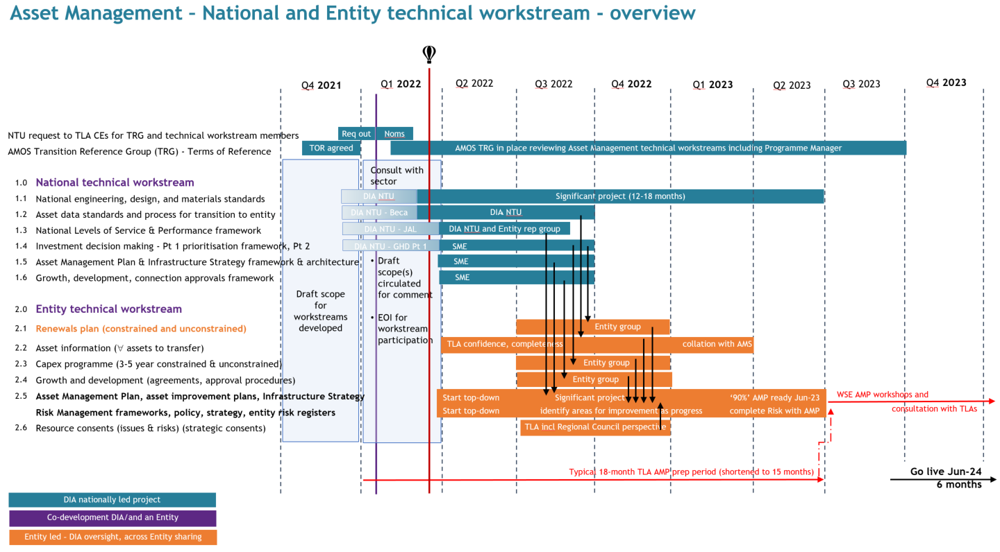 Asset Management – National and Entity technical workstream - overview
Q4 2021
Q1 2022
Q2 2022
Q3 2022
Q4 2022
Q1 2023
Q2 2023
Q3 2023
Q4 2023
NTU request to TLA CEs for TRG and technical workstream members
Req out
Noms
AMOS Transition Reference Group (TRG) - Terms of Reference
TOR agreed
AMOS TRG in place reviewing Asset Management technical workstreams including Programme Manager
Consult with
sector
1.0 National technical workstream
1.1 National engineering, design, and materials standards
DIA NTU
Significant project (12-18 months)
1.2 Asset data standards and process for transition to entity
DIA NTU - Beca
DIA NTU
1.3 National Levels of Service & Performance framework
DIA NTU - JAL
DIA NTU and Entity rep group
1.4 Investment decision making - Pt 1 prioritisation framework, Pt 2
DIA NTU - GHD Pt 1
SME
1.5 Asset Management Plan & Infrastructure Strategy framework & architecture
SME
1.6 Growth, development, connection approvals framework
SME
• Draft
scope(s)
circulated
for comment
• EOI for
workstream
participation
Draft scope
for
workstreams
developed
2.0 Entity technical workstream
2.1 Renewals plan (constrained and unconstrained)
Entity group
2.2 Asset information (∀ assets to transfer)
TLA confidence, completeness
collation with AMS
2.3 Capex programme (3-5 year constrained & unconstrained)
Entity group
2.4 Growth and development (agreements, approval procedures)
Entity group
2.5 Asset Management Plan, asset improvement plans, Infrastructure Strategy
Start top-down
Significant project
‘90%’ AMP ready Jun-23
Risk Management frameworks, policy, strategy, entity risk registers
Start top-down
identify areas for improvement as progress
complete Risk with AMP
WSE AMP workshops and
consultation with TLAs
2.6 Resource consents (issues & risks) (strategic consents)
TLA incl Regional Council perspective
Typical 18-month TLA AMP prep period (shortened to 15 months)
Go live Jun-24
6 months
DIA nationally led project
Co-development DIA/and an Entity
Entity led – DIA oversight, across Entity sharing